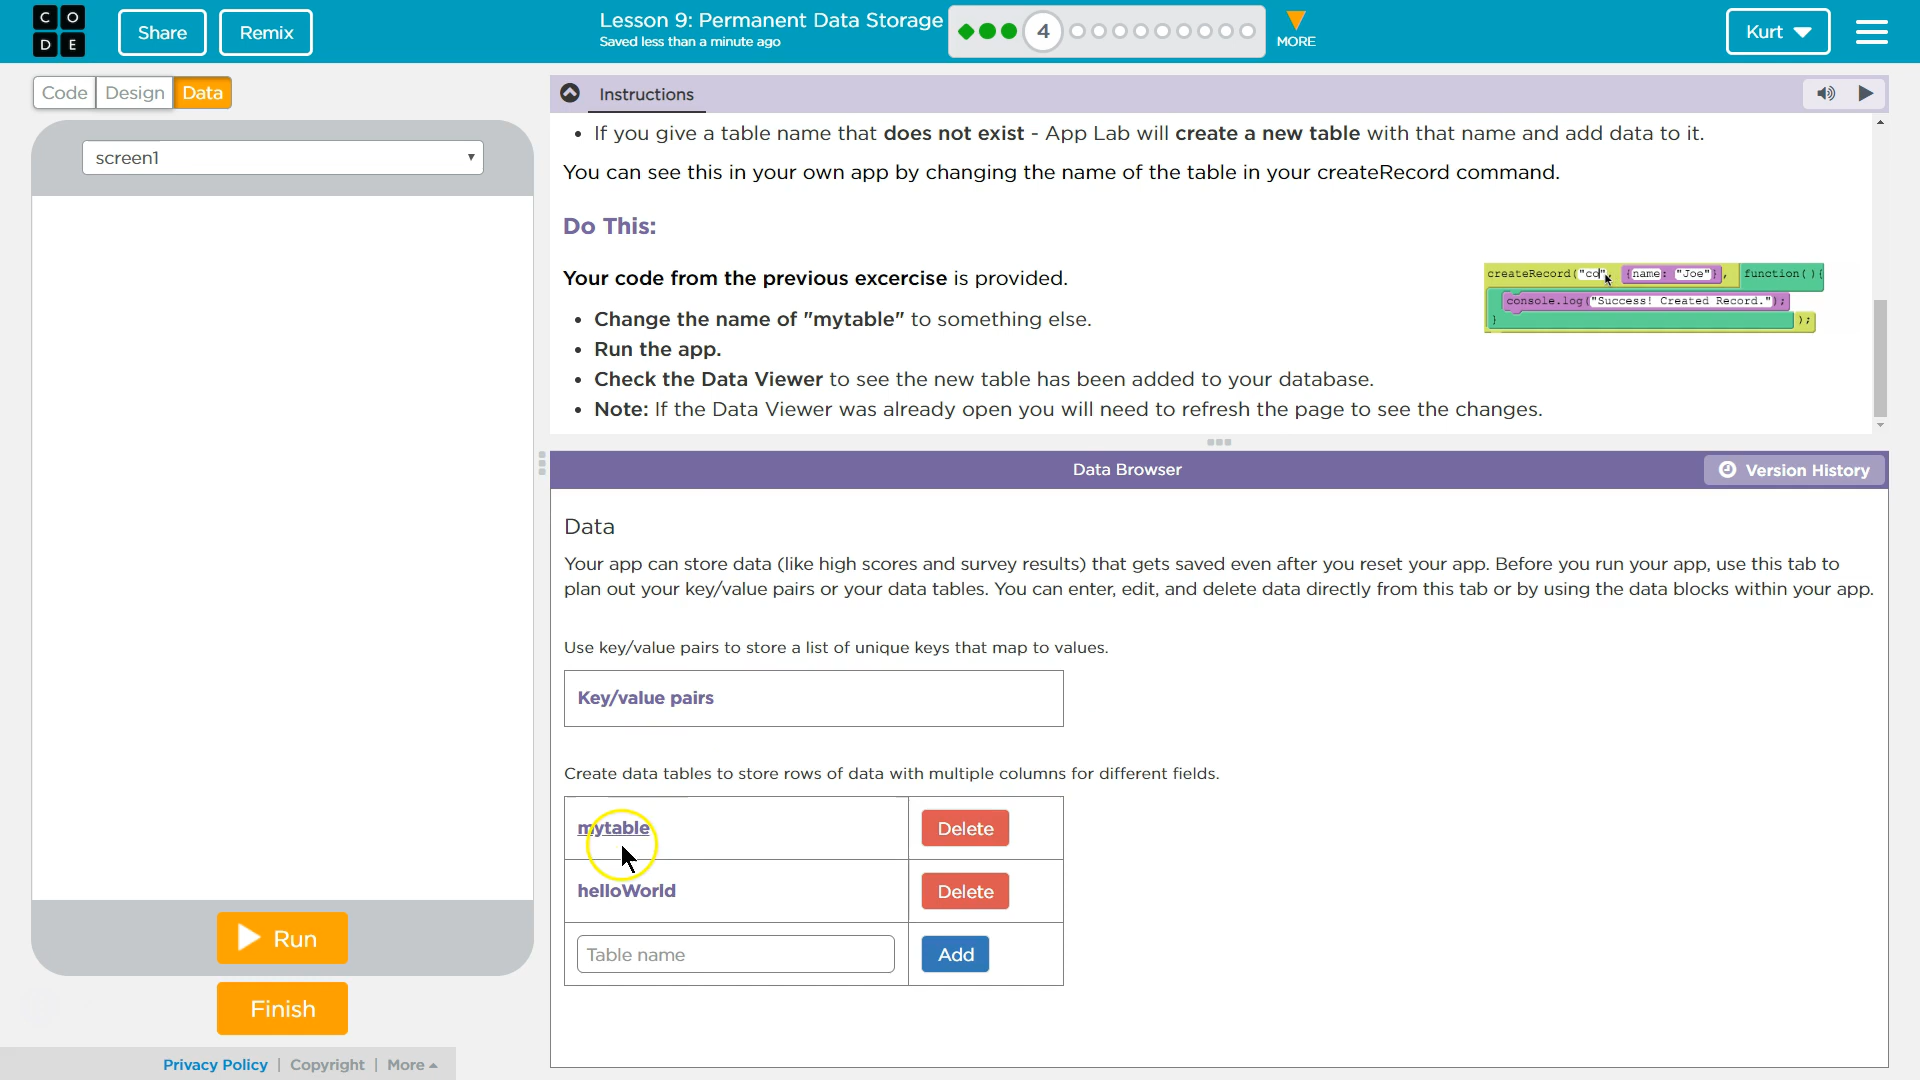 C O D E
Share
Remix
Lesson 9: Permanent Data Storage
Saved less than a minute ago
4
MORE
Kurt
Code
Design
Data
screen1
Instructions
• If you give a table name that does not exist - App Lab will create a new table with that name and add data to it.
You can see this in your own app by changing the name of the table in your createRecord command.
Do This:
Your code from the previous excercise is provided.
• Change the name of "mytable" to something else.
• Run the app.
• Check the Data Viewer to see the new table has been added to your database.
• Note: If the Data Viewer was already open you will need to refresh the page to see the changes.
createRecord("co", {name: "Joe"}, function(){
console.log("Success! Created Record.");
} );
Data Browser
Version History
Data
Your app can store data (like high scores and survey results) that gets saved even after you reset your app. Before you run your app, use this tab to
plan out your key/value pairs or your data tables. You can enter, edit, and delete data directly from this tab or by using the data blocks within your app.
Use key/value pairs to store a list of unique keys that map to values.
Key/value pairs
Create data tables to store rows of data with multiple columns for different fields.
mytable
Delete
helloWorld
Delete
Table name
Add
Run
Finish
Privacy Policy | Copyright | More